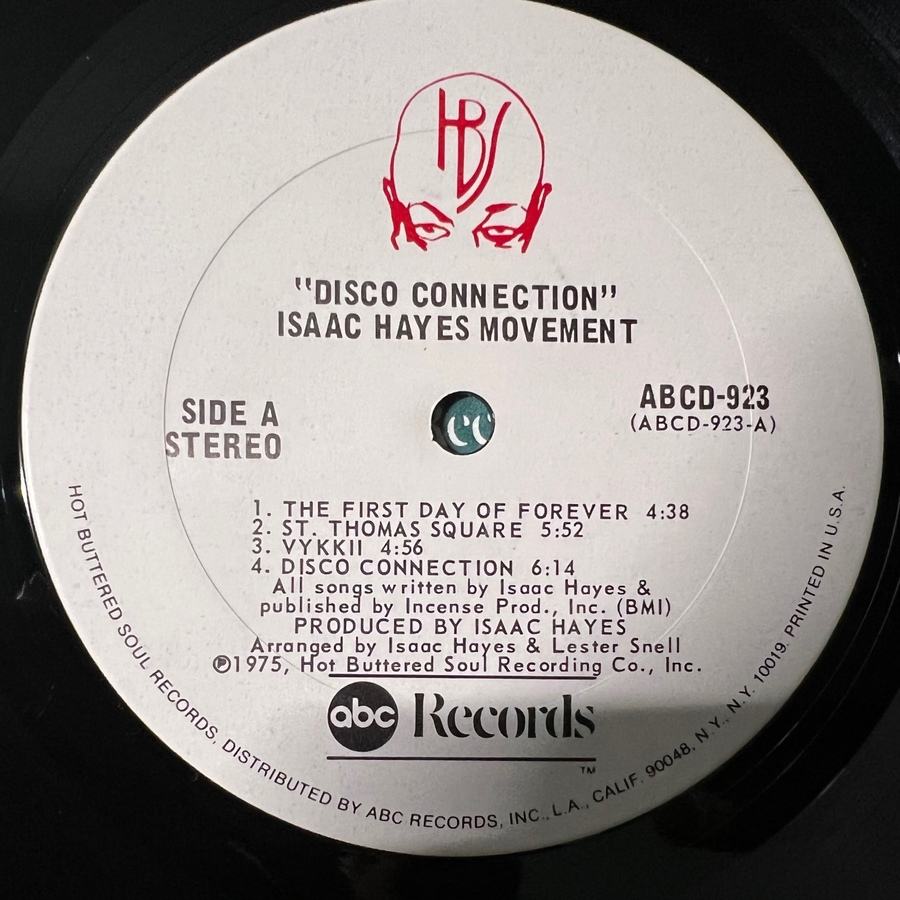 HBS
"DISCO CONNECTION"
ISAAC HAYES MOVEMENT
SIDE A
STEREO
ABCD-923
(ABCD-923-A)
1. THE FIRST DAY OF FOREVER 4:38
2. ST. THOMAS SQUARE 5:52
3. VYKKII 4:56
4. DISCO CONNECTION 6:14
All songs written by Isaac Hayes &
published by Incense Prod., Inc. (BMI)
PRODUCED BY ISAAC HAYES
Arranged by Isaac Hayes & Lester Snell
℗1975, Hot Buttered Soul Recording Co., Inc.
abc Records
TM
HOT BUTTERED SOUL RECORDS, DISTRIBUTED BY ABC RECORDS, INC., L.A., CALIF. 90048, N.Y., N.Y. 10019. PRINTED IN U.S.A.